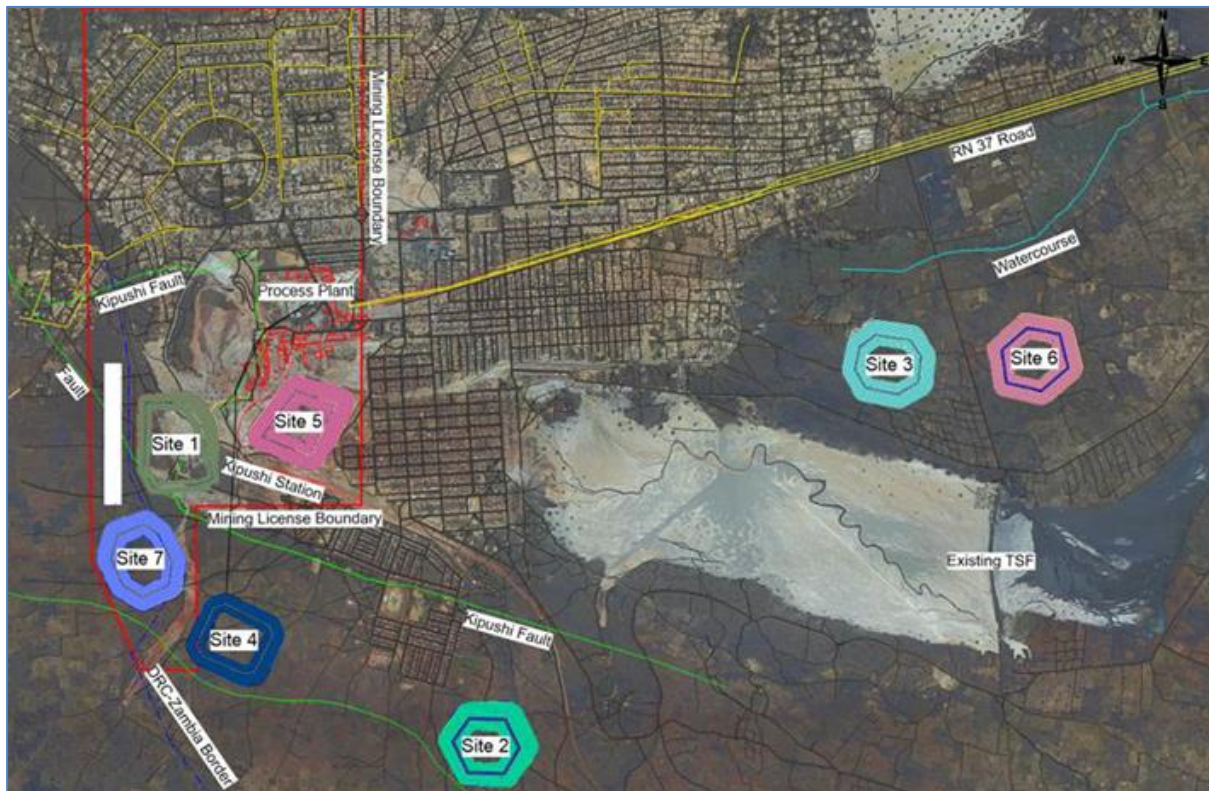 N
W
E
S
Mining License Boundary
RN 37 Road
Watercourse
Kipushi Fault
Process Plant
Site 3
Site 6
Fault
Site 1
Site 5
Kipushi Station
Mining License Boundary
Site 7
Existing TSF
Site 4
Kipushi Fault
DRC-Zambia Border
Site 2